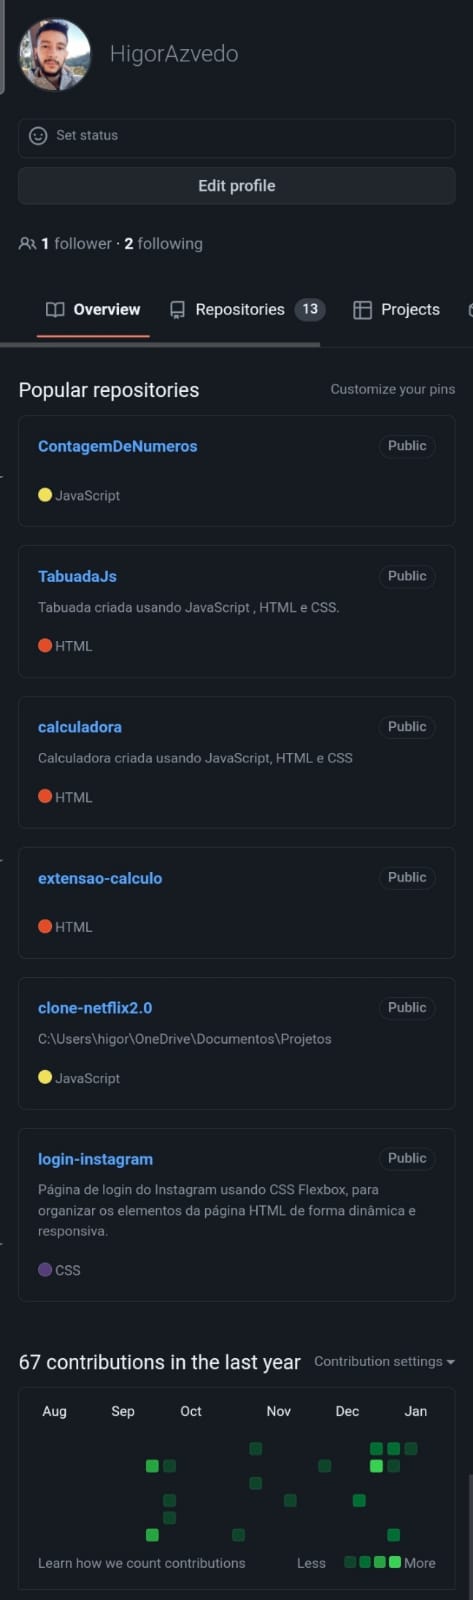 HigorAzvedo
Set status
Edit profile
1 follower · 2 following
Overview Repositories 13 Projects
Popular repositories Customize your pins
ContagemDeNumeros Public
JavaScript
TabuadaJs Public
Tabuada criada usando JavaScript , HTML e CSS.
HTML
calculadora Public
Calculadora criada usando JavaScript, HTML e CSS
HTML
extensao-calculo Public
HTML
clone-netflix2.0 Public
C:\Users\higor\OneDrive\Documentos\Projetos
JavaScript
login-instagram Public
Página de login do Instagram usando CSS Flexbox, para
organizar os elementos da página HTML de forma dinâmica e
responsiva.
CSS
67 contributions in the last year Contribution settings
Aug Sep Oct Nov Dec Jan
Learn how we count contributions Less More